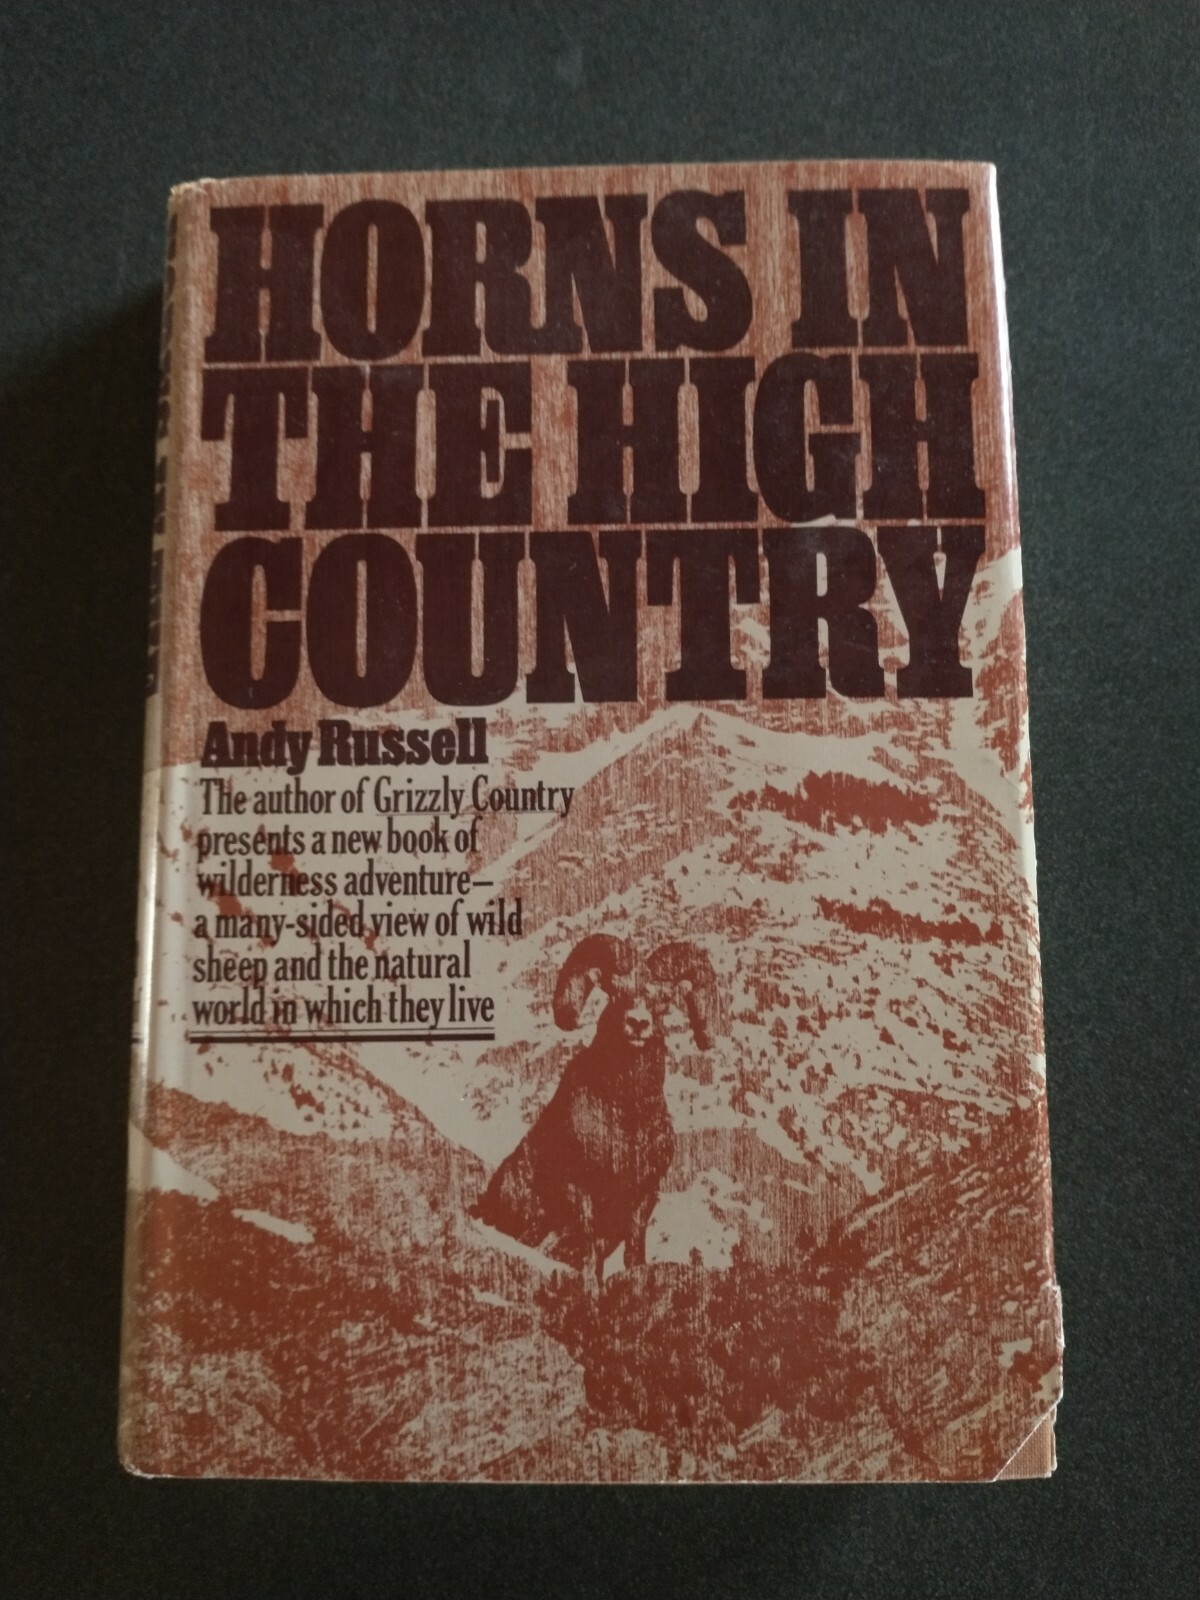 HORNS IN
THE HIGH
COUNTRY
Andy Russell
The author of Grizzly Country
presents a new book of
wilderness adventure–
a many-sided view of wild
sheep and the natural
world in which they live